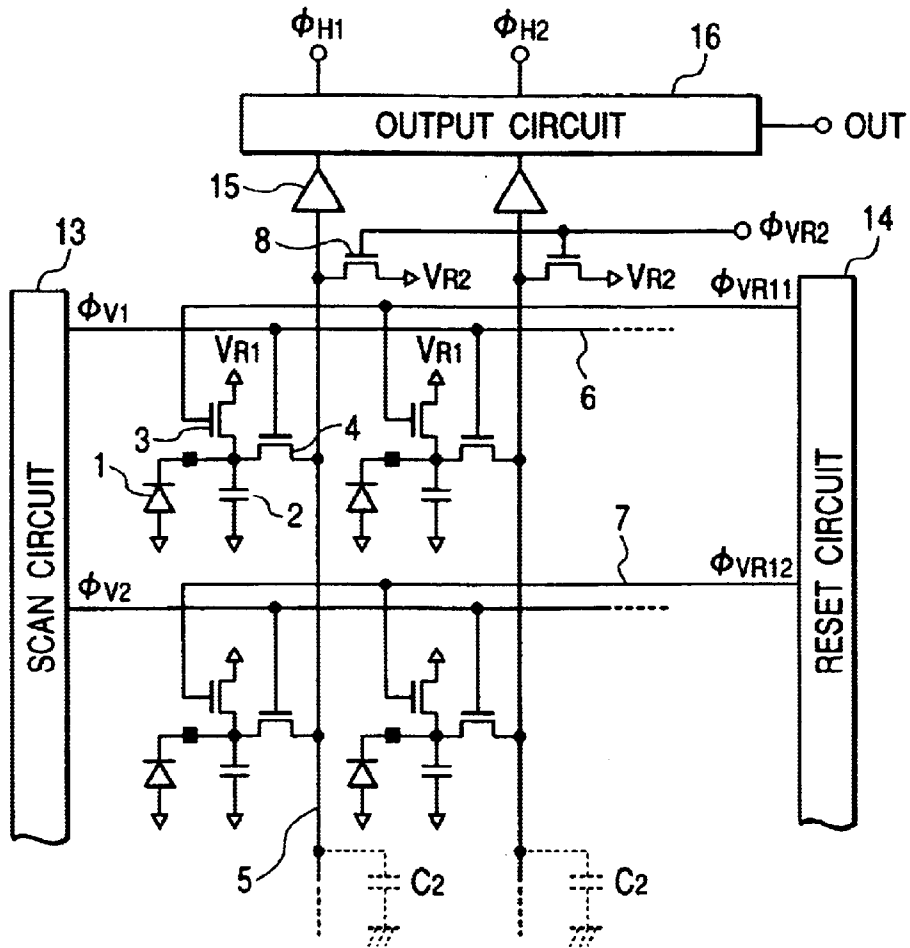 ϕH1 ϕH2
16
OUTPUT CIRCUIT OUT
15
8 ϕVR2
13 14
VR2 VR2
ϕV1 ϕVR11
VR1 VR1
6
3 4
1
2
7
ϕV2 ϕVR12
SCAN CIRCUIT
RESET CIRCUIT
5
C2 C2